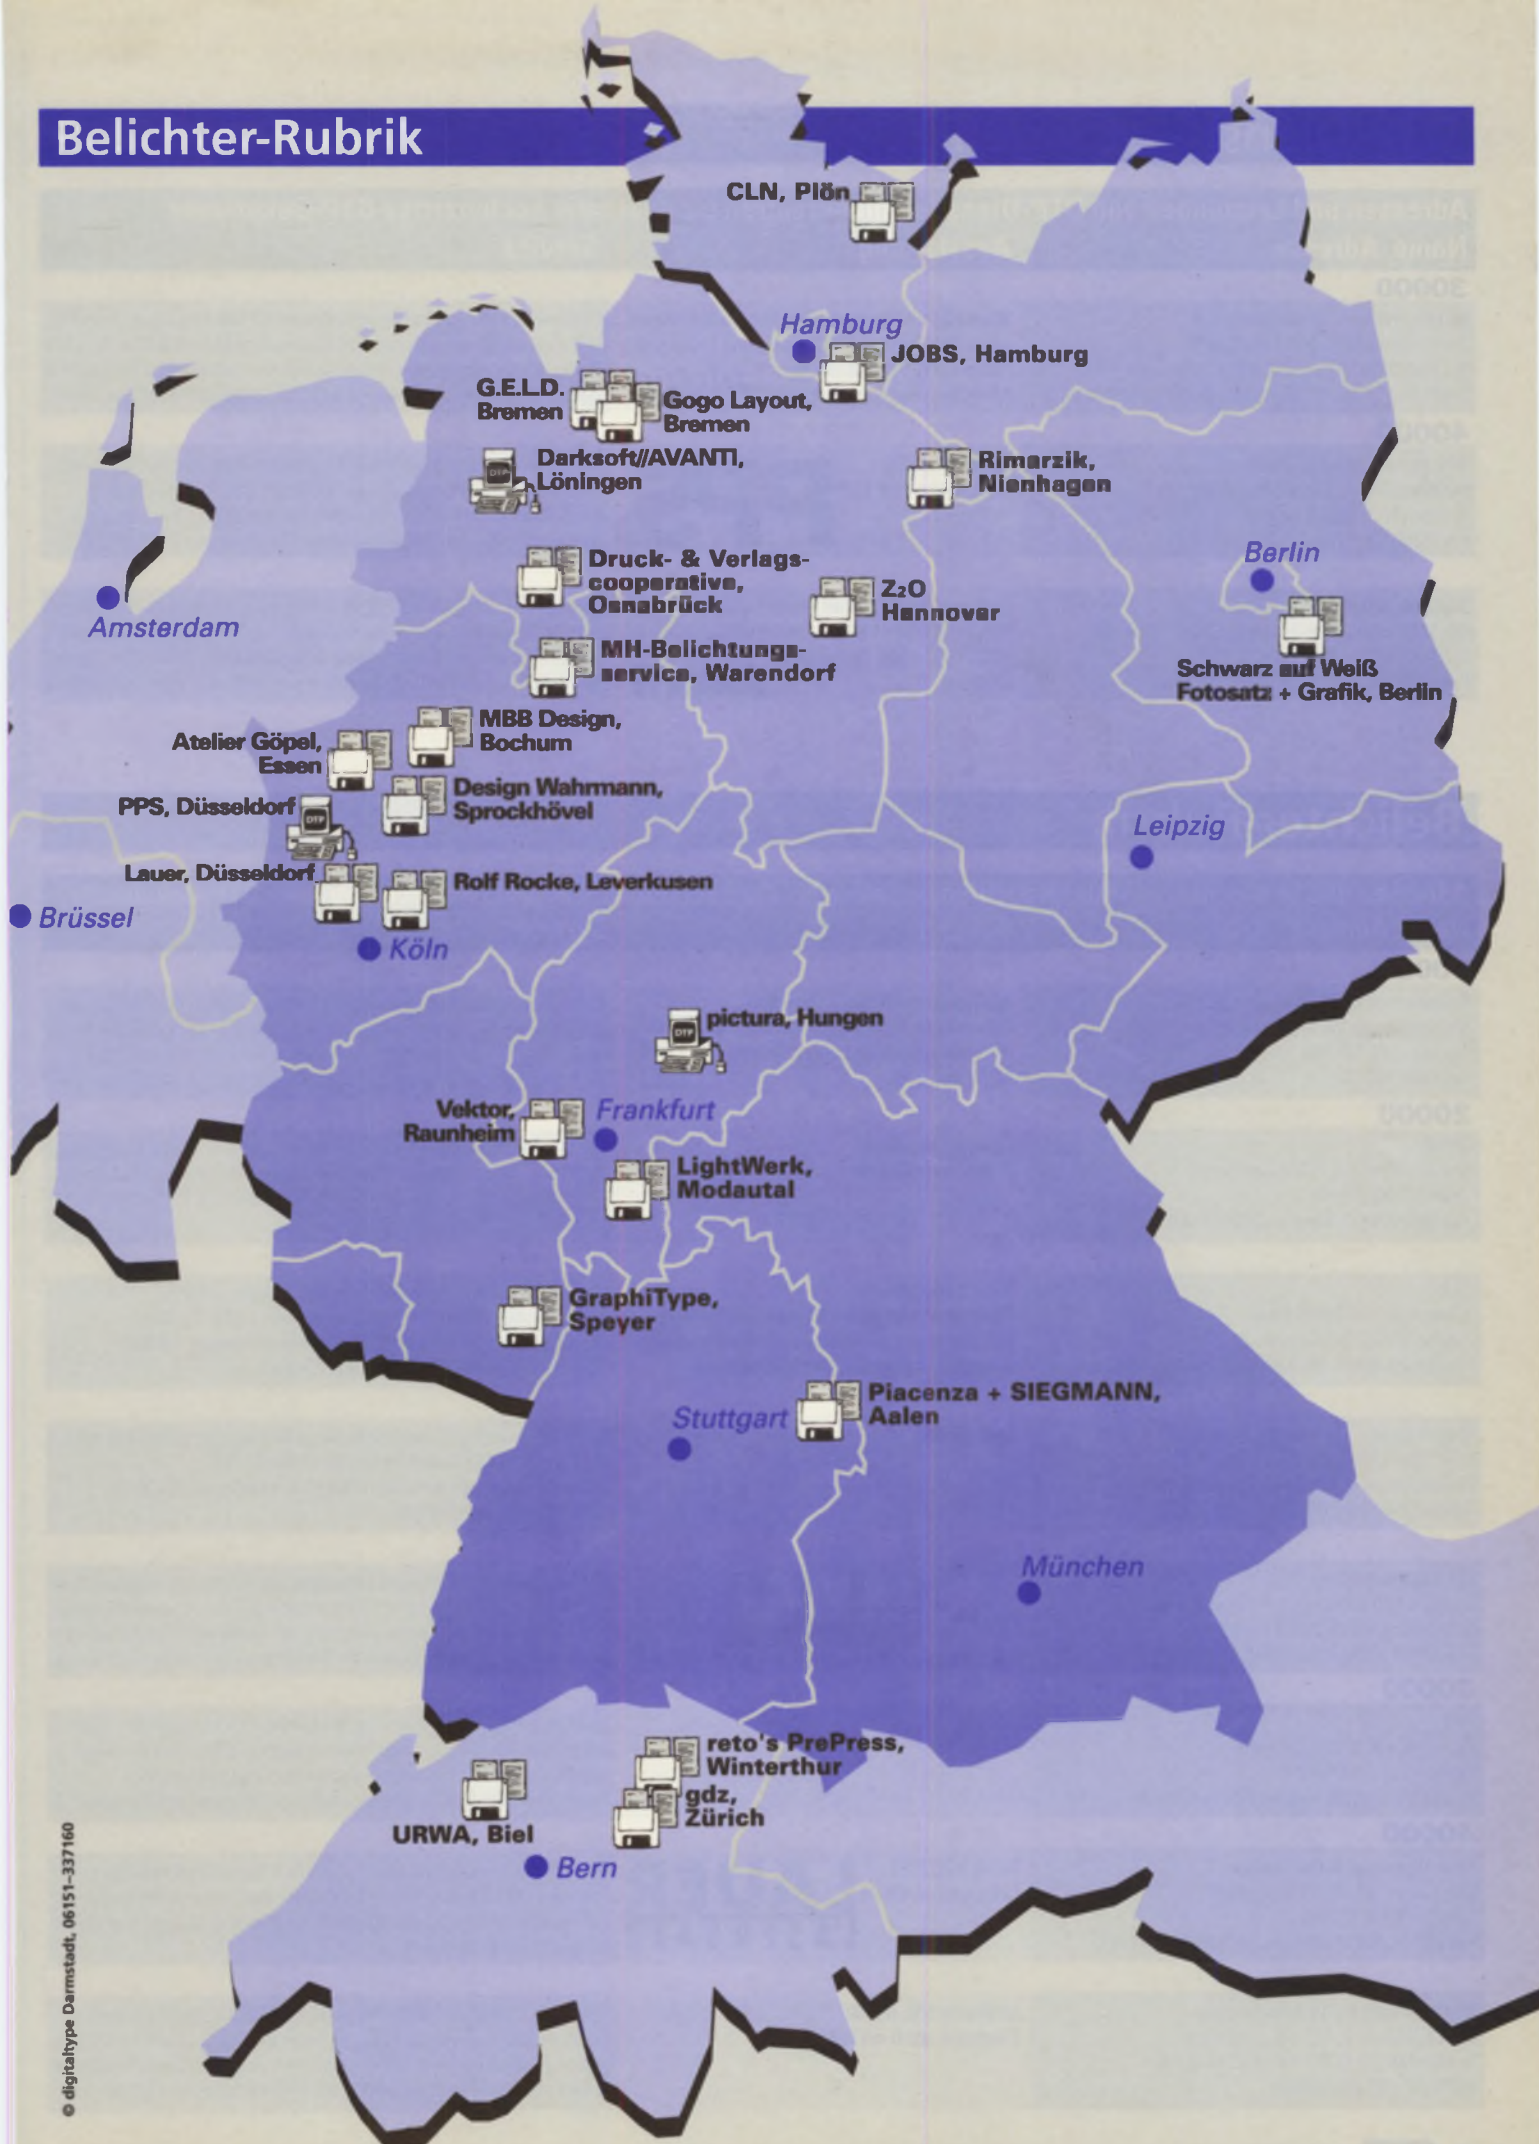 Belichter-Rubrik
CLN, Plön
Hamburg
JOBS, Hamburg
G.E.L.D.
Bremen
Gogo Layout,
Bremen
Darksoft//AVANTI,
Löningen
DTP
Rimarzik,
Nienhagen
Druck- & Verlags-
cooperative,
Osnabrück
Z2O
Hannover
Berlin
Amsterdam
MH-Belichtungs-
service, Warendorf
Schwarz auf Weiß
Fotosatz + Grafik, Berlin
MBB Design,
Bochum
Atelier Göpel,
Essen
Design Wahrmann,
Sprockhövel
PPS, Düsseldorf
DTP
Leipzig
Lauer, Düsseldorf
Rolf Rocke, Leverkusen
Brüssel
Köln
pictura, Hungen
DTP
Vektor,
Raunheim
Frankfurt
LightWerk,
Modautal
GraphiType,
Speyer
Piacenza + SIEGMANN,
Aalen
Stuttgart
München
reto's PrePress,
Winterthur
gdz,
Zürich
URWA, Biel
Bern
© digitaltype Darmstadt, 06151-337160